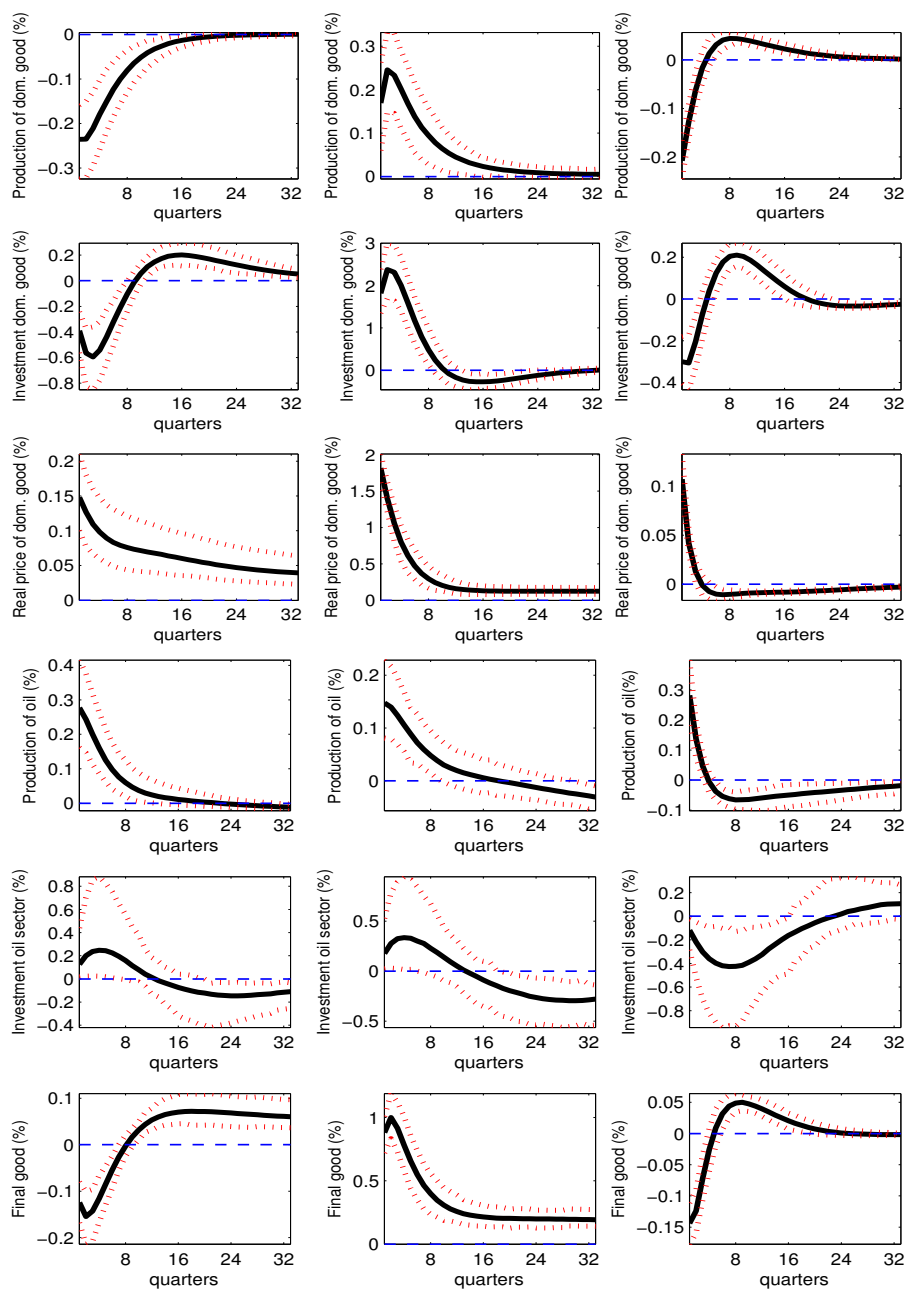 Production of dom. good (%)
0
−0.1
−0.2
−0.3
8 16 24 32
quarters
Production of dom. good (%)
0.3
0.2
0.1
0
8 16 24 32
quarters
Production of dom. good (%)
0
−0.1
−0.2
8 16 24 32
quarters
Investment dom. good (%)
0.2
0
−0.2
−0.4
−0.6
−0.8
8 16 24 32
quarters
Investment dom. good (%)
3
2
1
0
8 16 24 32
quarters
Investment dom. good (%)
0.2
0
−0.2
−0.4
8 16 24 32
quarters
Real price of dom. good (%)
0.2
0.15
0.1
0.05
0
8 16 24 32
quarters
Real price of dom. good (%)
2
1.5
1
0.5
0
8 16 24 32
quarters
Real price of dom. good (%)
0.1
0.05
0
8 16 24 32
quarters
Production of oil (%)
0.4
0.3
0.2
0.1
0
8 16 24 32
quarters
Production of oil (%)
0.2
0.1
0
8 16 24 32
quarters
Production of oil(%)
0.3
0.2
0.1
0
−0.1
8 16 24 32
quarters
Investment oil sector (%)
0.8
0.6
0.4
0.2
0
−0.2
−0.4
8 16 24 32
quarters
Investment oil sector (%)
0.5
0
−0.5
8 16 24 32
quarters
Investment oil sector (%)
0.2
0
−0.2
−0.4
−0.6
−0.8
8 16 24 32
quarters
Final good (%)
0.1
0
−0.1
−0.2
8 16 24 32
quarters
Final good (%)
1
0.5
0
8 16 24 32
quarters
Final good (%)
0.05
0
−0.05
−0.1
−0.15
8 16 24 32
quarters